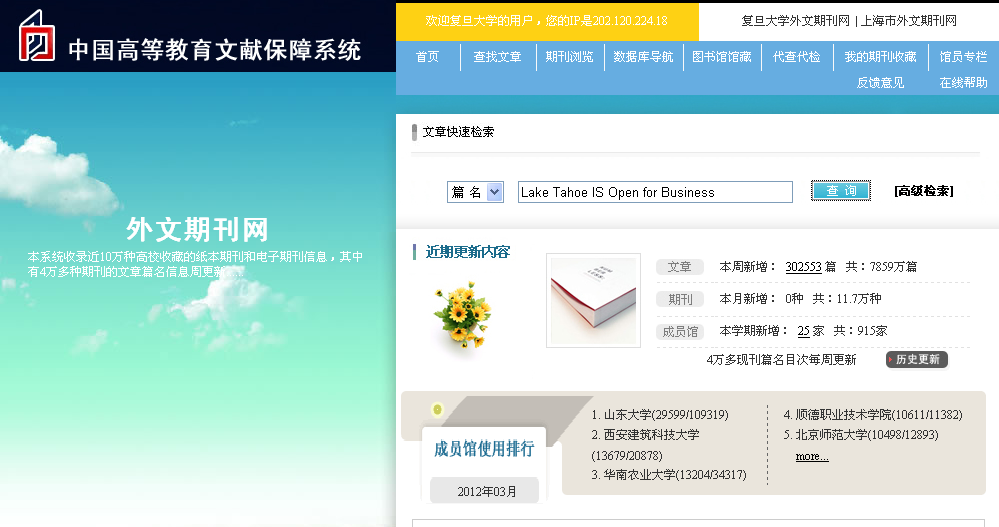 中国高等教育文献保障系统
欢迎复旦大学的用户，您的IP是202.120.224.18
复旦大学外文期刊网 | 上海市外文期刊网
首页 查找文章 期刊浏览 数据库导航 图书馆馆藏 代查代检 我的期刊收藏 馆员专栏
反馈意见 在线帮助
文章快速检索
篇 名 Lake Tahoe IS Open for Business 查 询 [高级检索]
外文期刊网
本系统收录近10万种高校收藏的纸本期刊和电子期刊信息，其中
有4万多种期刊的文章篇名信息周更新。
近期更新内容
文章 本周新增： 302553 篇 共：7859万篇
期刊 本月新增： 0种 共：11.7万种
成员馆 本学期新增： 25 家 共：915家
4万多现刊篇名目次每周更新 历史更新
成员馆使用排行
2012年03月
1. 山东大学(29599/109319)
2. 西安建筑科技大学
(13679/20878)
3. 华南农业大学(13204/34317)
4. 顺德职业技术学院(10611/11382)
5. 北京师范大学(10498/12893)
more...